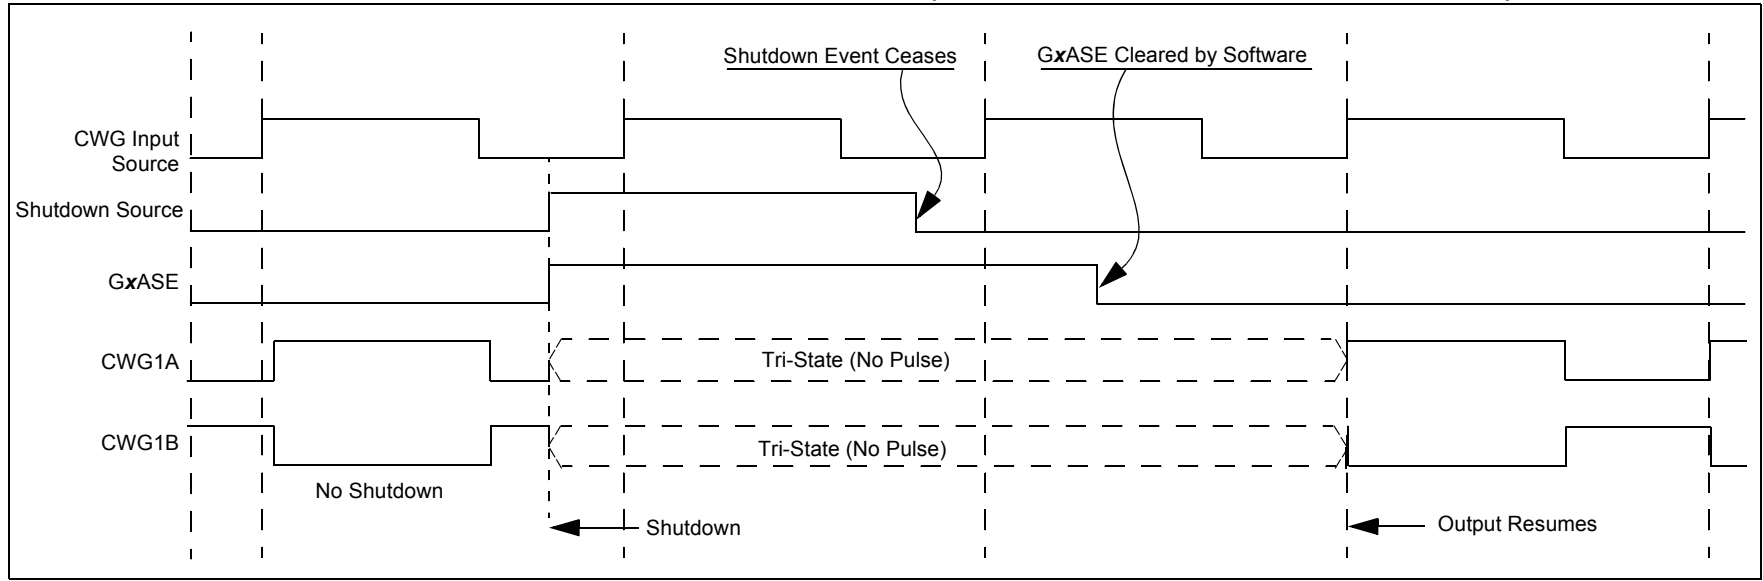 Shutdown Event Ceases
GxASE Cleared by Software
CWG Input
Source
Shutdown Source
GxASE
CWG1A
Tri-State (No Pulse)
CWG1B
Tri-State (No Pulse)
No Shutdown
Shutdown
Output Resumes